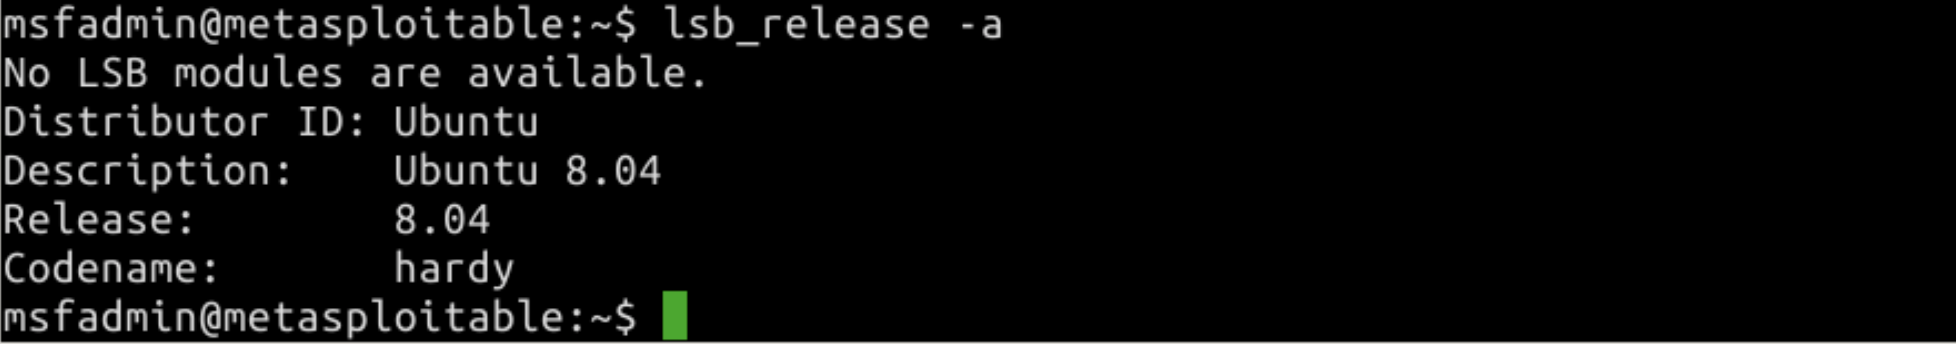 msfadmin@metasploitable:~$ lsb_release -a
No LSB modules are available.
Distributor ID: Ubuntu
Description:    Ubuntu 8.04
Release:        8.04
Codename:       hardy
msfadmin@metasploitable:~$